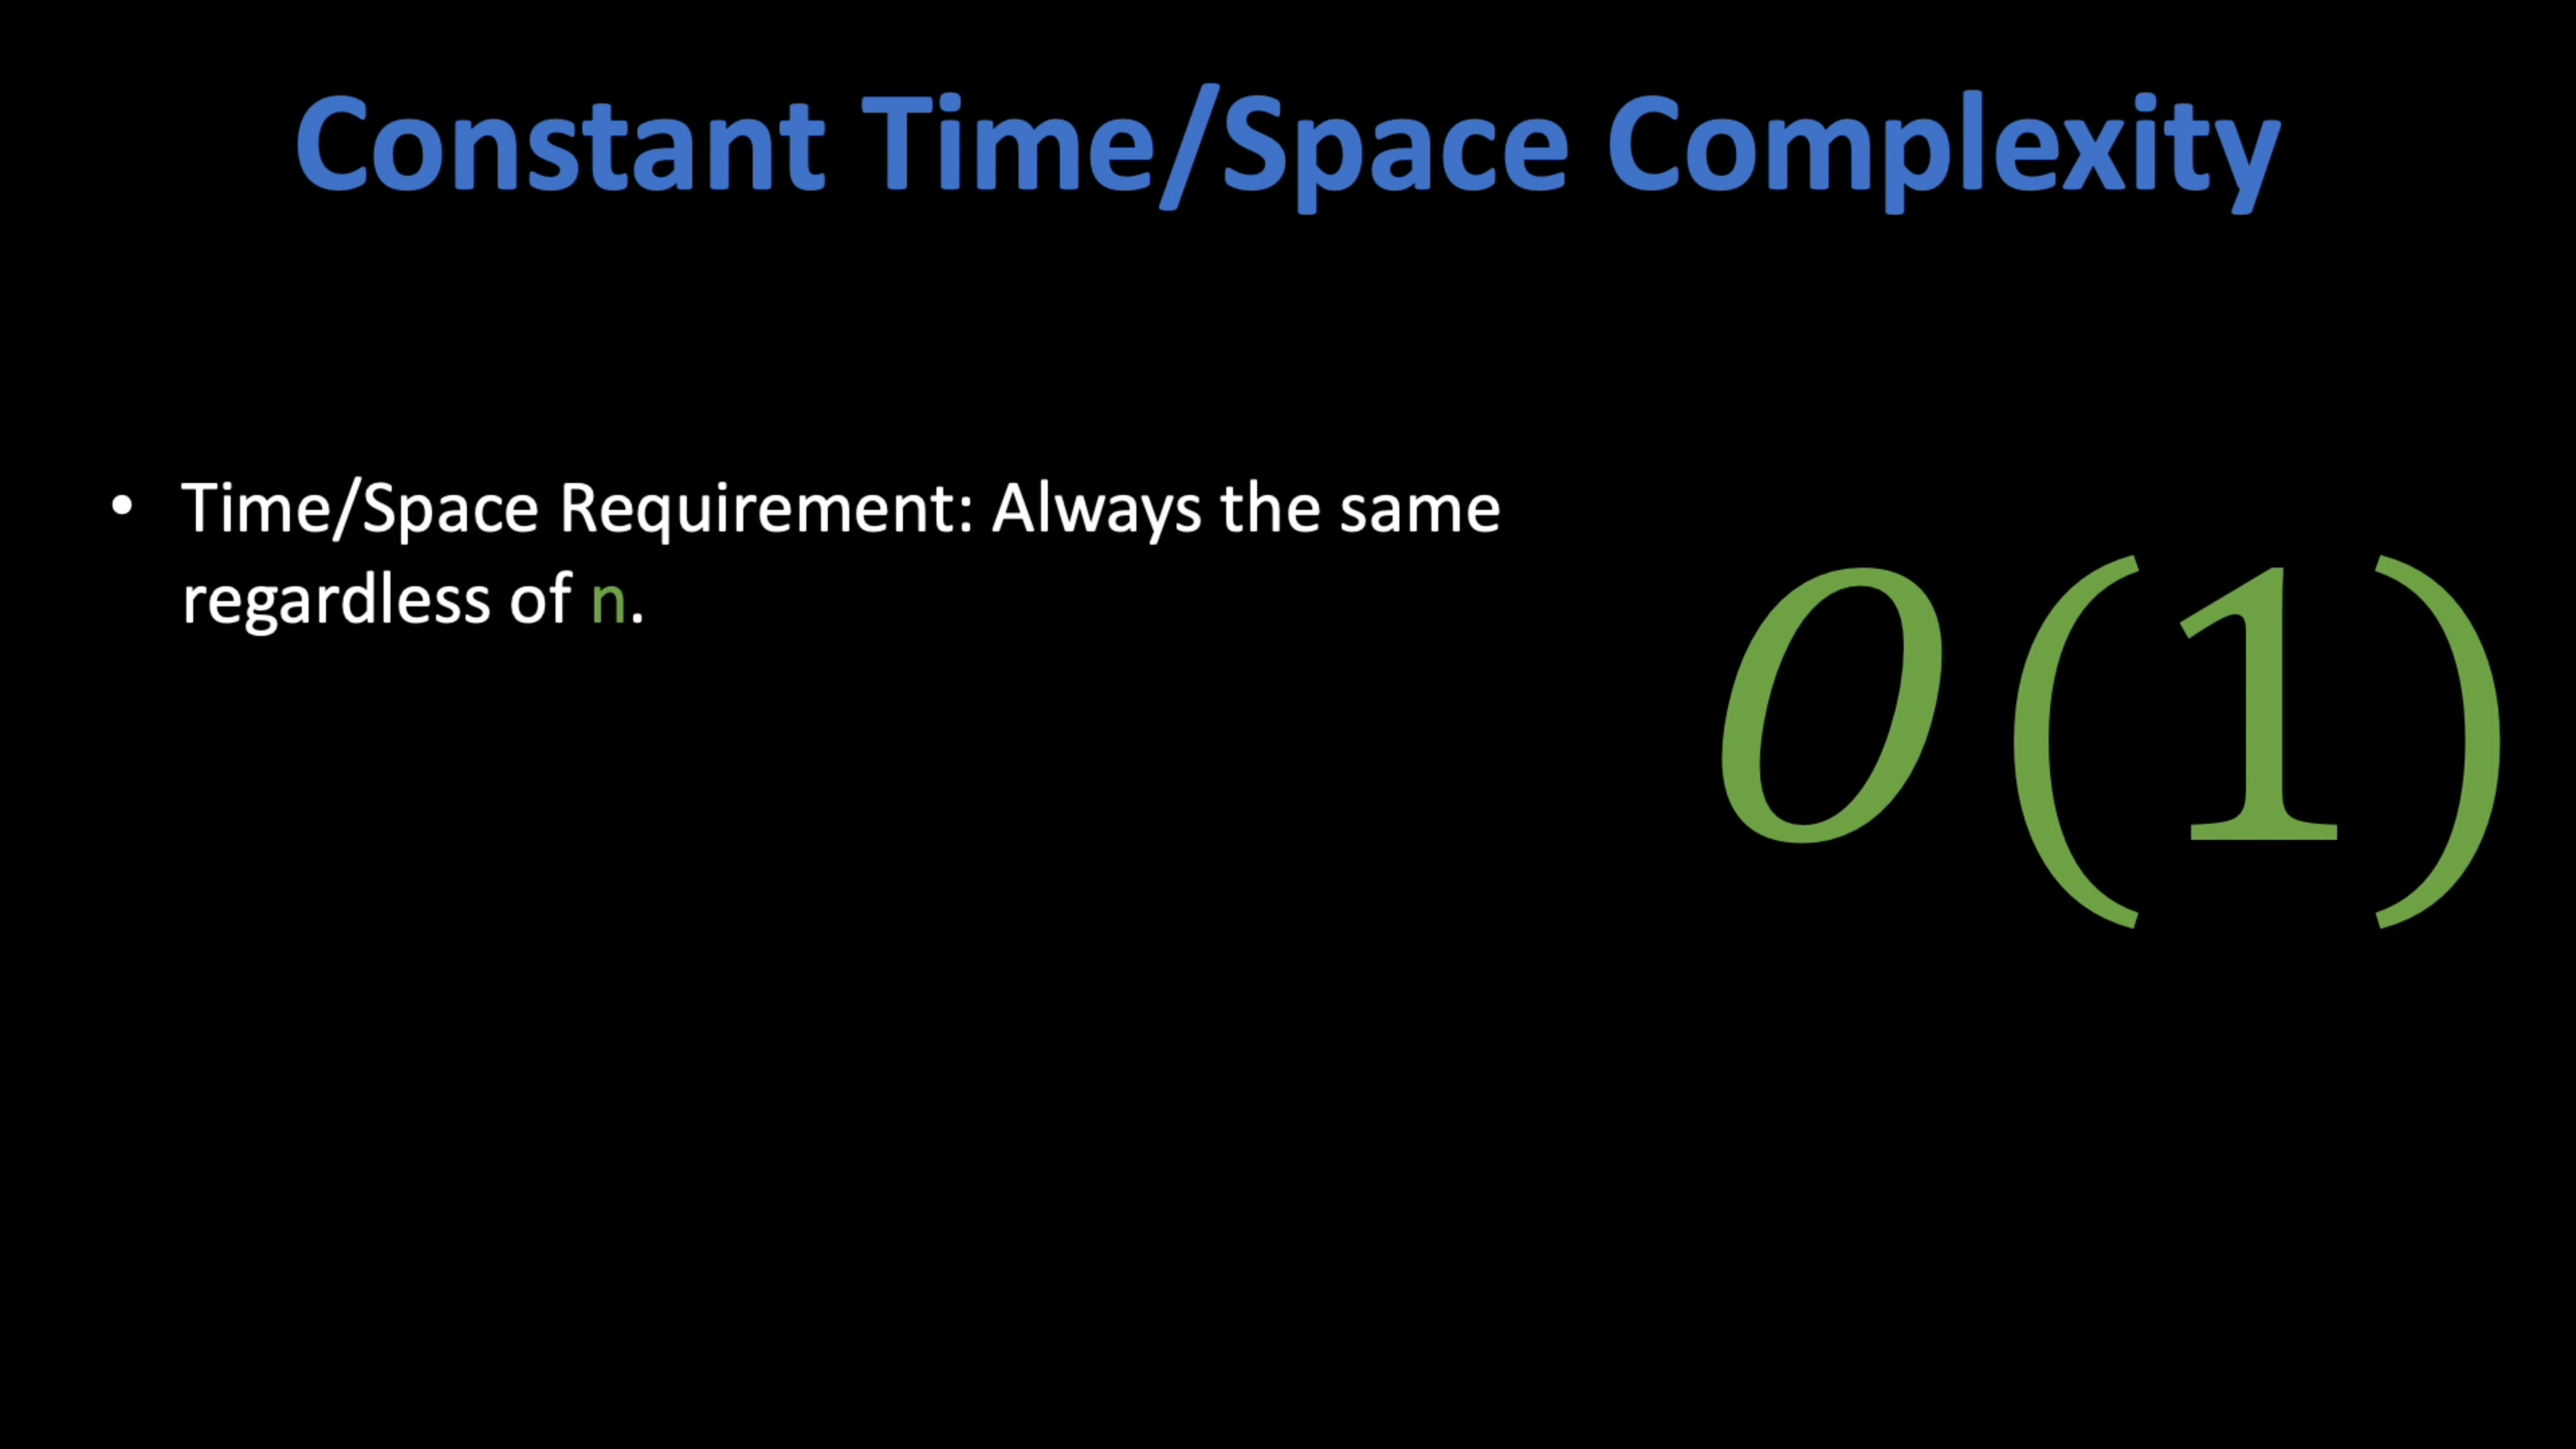 Constant Time/Space Complexity
• Time/Space Requirement: Always the same
regardless of n.
O(1)